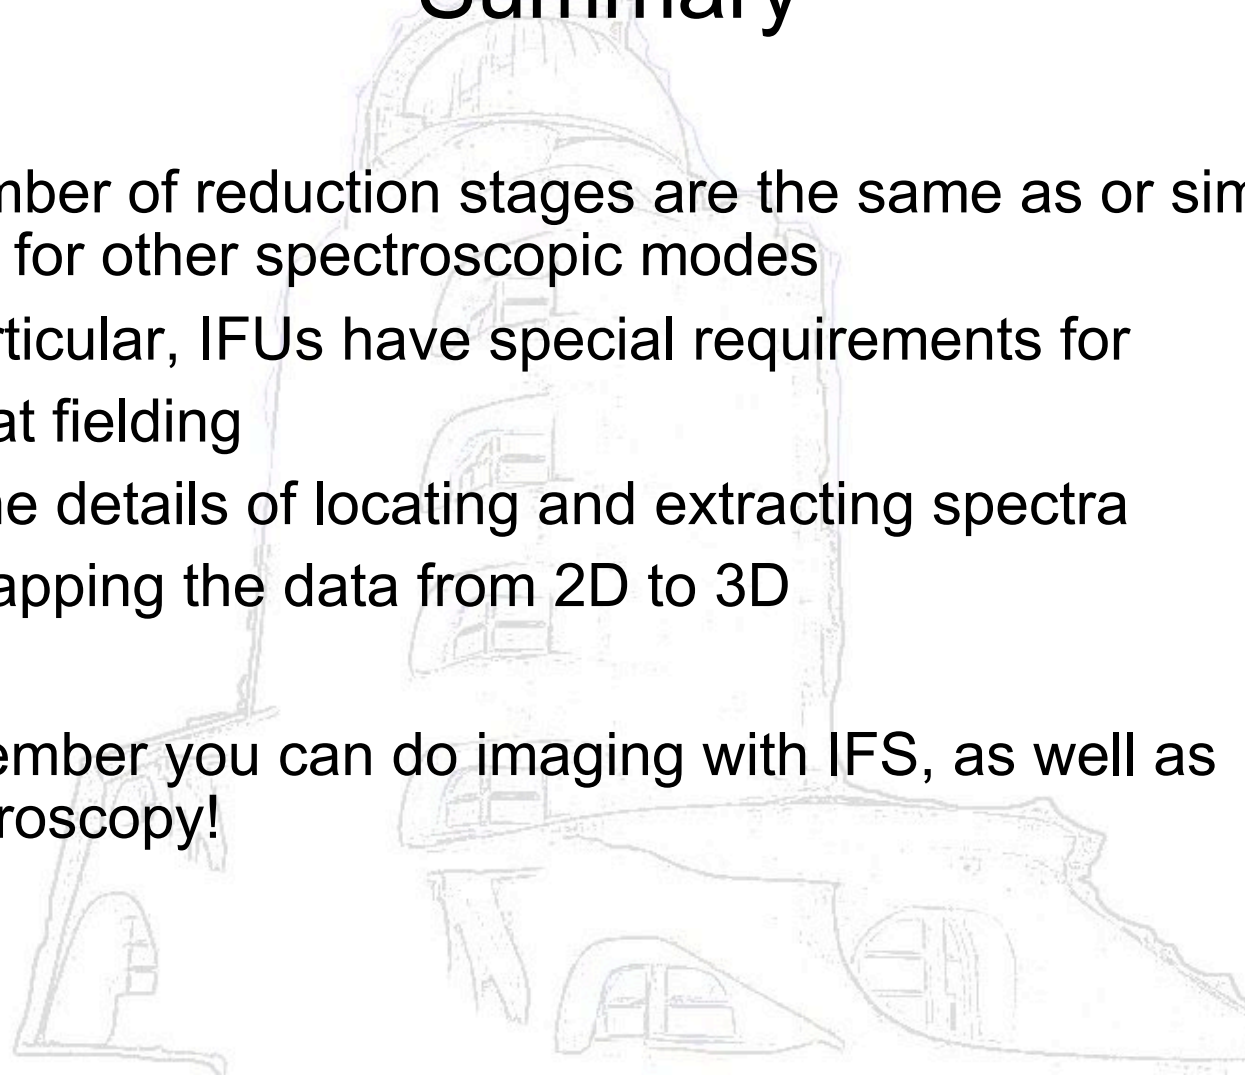 Summary
mber of reduction stages are the same as or sim
for other spectroscopic modes
rticular, IFUs have special requirements for
at fielding
ne details of locating and extracting spectra
apping the data from 2D to 3D
ember you can do imaging with IFS, as well as
roscopy!